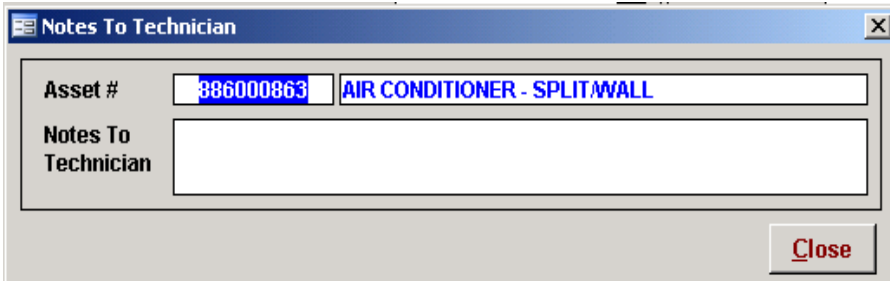 Notes To Technician
Asset # 886000863 AIR CONDITIONER - SPLIT/WALL
Notes To
Technician
Close